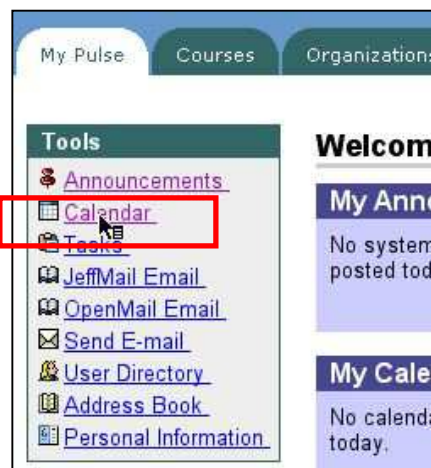 My Pulse Courses Organizations
Tools
Announcements
Calendar
Tasks
JeffMail Email
OpenMail Email
Send E-mail
User Directory
Address Book
Personal Information
Welcom
My Anno
No system
posted tod
My Cale
No calenda
today.